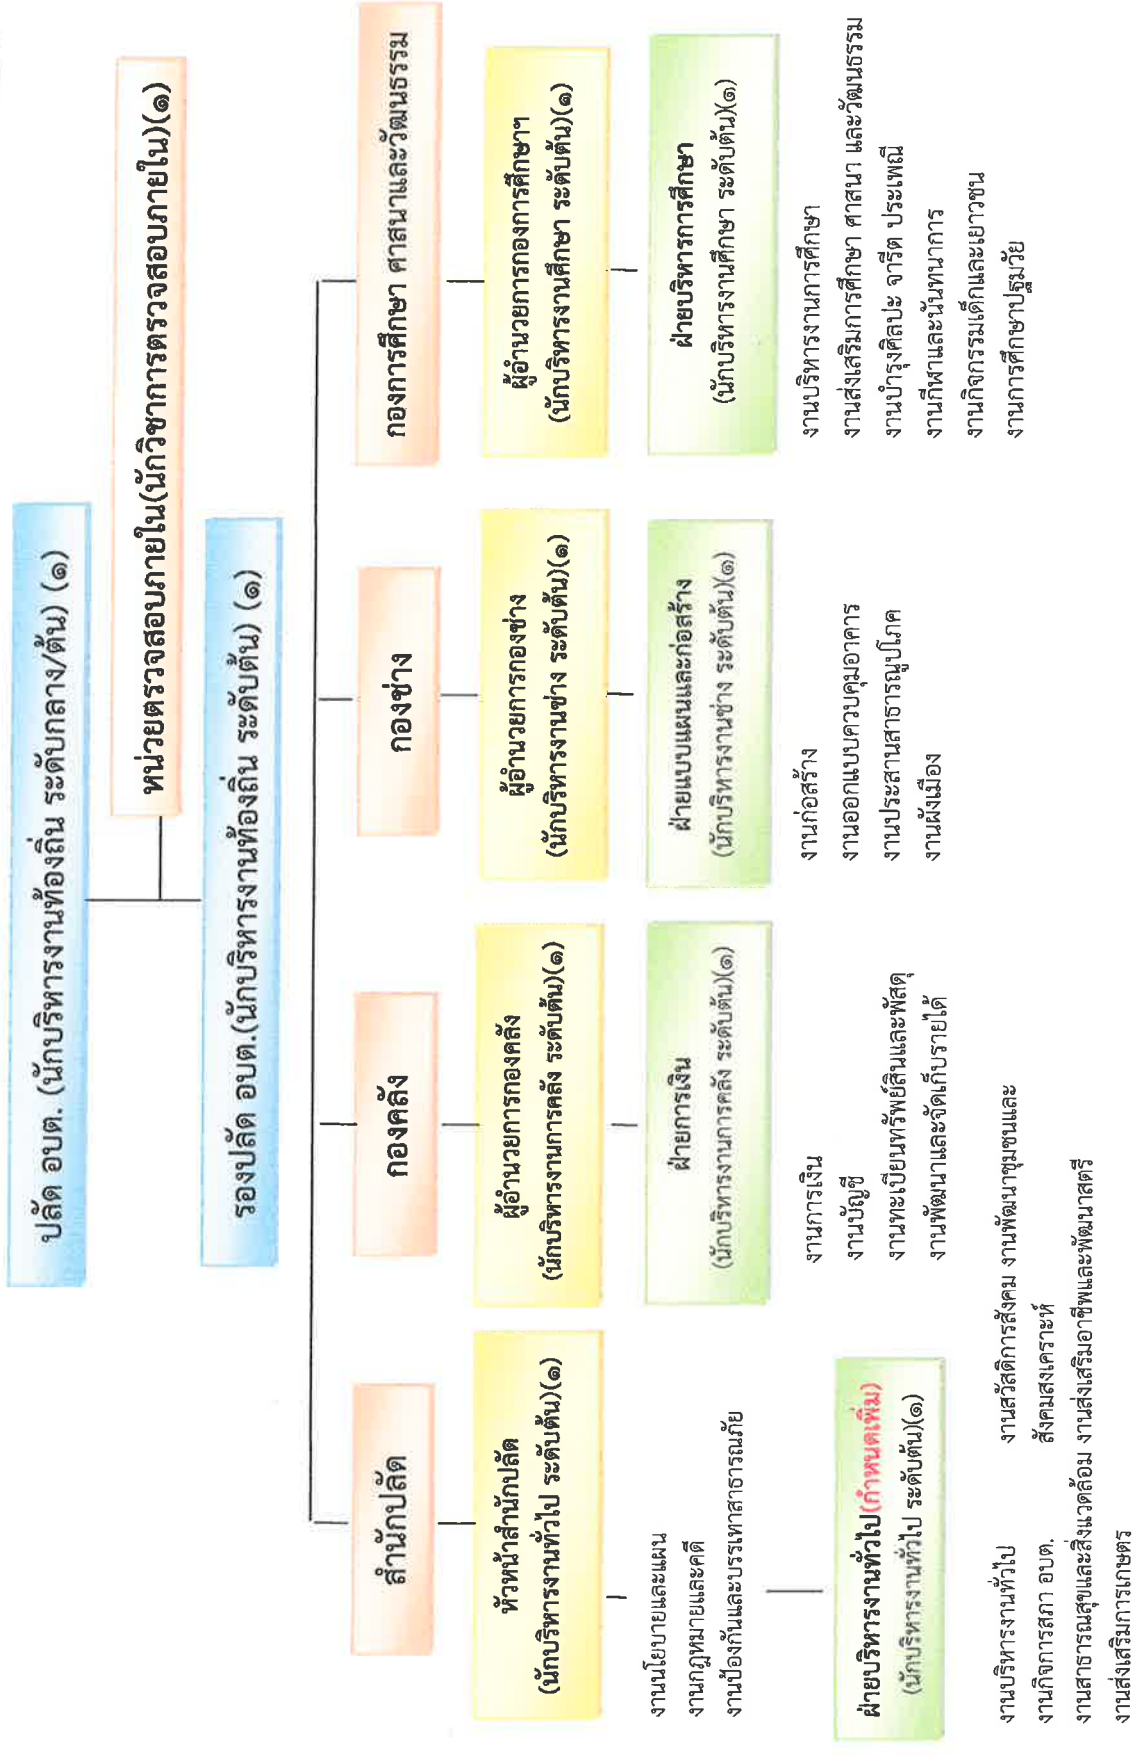 ปลัด อบต. (นักบริหารงานท้องถิ่น ระดับกลาง/ต้น) (๑)
หน่วยตรวจสอบภายใน(นักวิชาการตรวจสอบภายใน)(๑)
รองปลัด อบต.(นักบริหารงานท้องถิ่น ระดับต้น) (๑)
สำนักปลัด
หัวหน้าสำนักปลัด
(นักบริหารงานทั่วไป ระดับต้น)(๑)
งานนโยบายและแผน
งานกฎหมายและคดี
งานป้องกันและบรรเทาสาธารณภัย
ฝ่ายบริหารงานทั่วไป(กำหนดเพิ่ม)
(นักบริหารงานทั่วไป ระดับต้น)(๑)
งานบริหารงานทั่วไป งานสวัสดิการสังคม งานพัฒนาชุมชนและ
งานกิจการสภา อบต. สังคมสงเคราะห์
งานสาธารณสุขและสิ่งแวดล้อม งานส่งเสริมอาชีพและพัฒนาสตรี
งานส่งเสริมการเกษตร
กองคลัง
ผู้อำนวยการกองคลัง
(นักบริหารงานการคลัง ระดับต้น)(๑)
ฝ่ายการเงิน
(นักบริหารงานการคลัง ระดับต้น)(๑)
งานการเงิน
งานบัญชี
งานทะเบียนทรัพย์สินและพัสดุ
งานพัฒนาและจัดเก็บรายได้
กองช่าง
ผู้อำนวยการกองช่าง
(นักบริหารงานช่าง ระดับต้น)(๑)
ฝ่ายแบบแผนและก่อสร้าง
(นักบริหารงานช่าง ระดับต้น)(๑)
งานก่อสร้าง
งานออกแบบควบคุมอาคาร
งานประสานสาธารณูปโภค
งานผังเมือง
กองการศึกษา ศาสนาและวัฒนธรรม
ผู้อำนวยการกองการศึกษาฯ
(นักบริหารงานศึกษา ระดับต้น)(๑)
ฝ่ายบริหารการศึกษา
(นักบริหารงานศึกษา ระดับต้น)(๑)
งานบริหารงานการศึกษา
งานส่งเสริมการศึกษา ศาสนา และวัฒนธรรม
งานบำรุงศิลปะ จารีต ประเพณี
งานกีฬาและนันทนาการ
งานกิจกรรมเด็กและเยาวชน
งานการศึกษาปฐมวัย